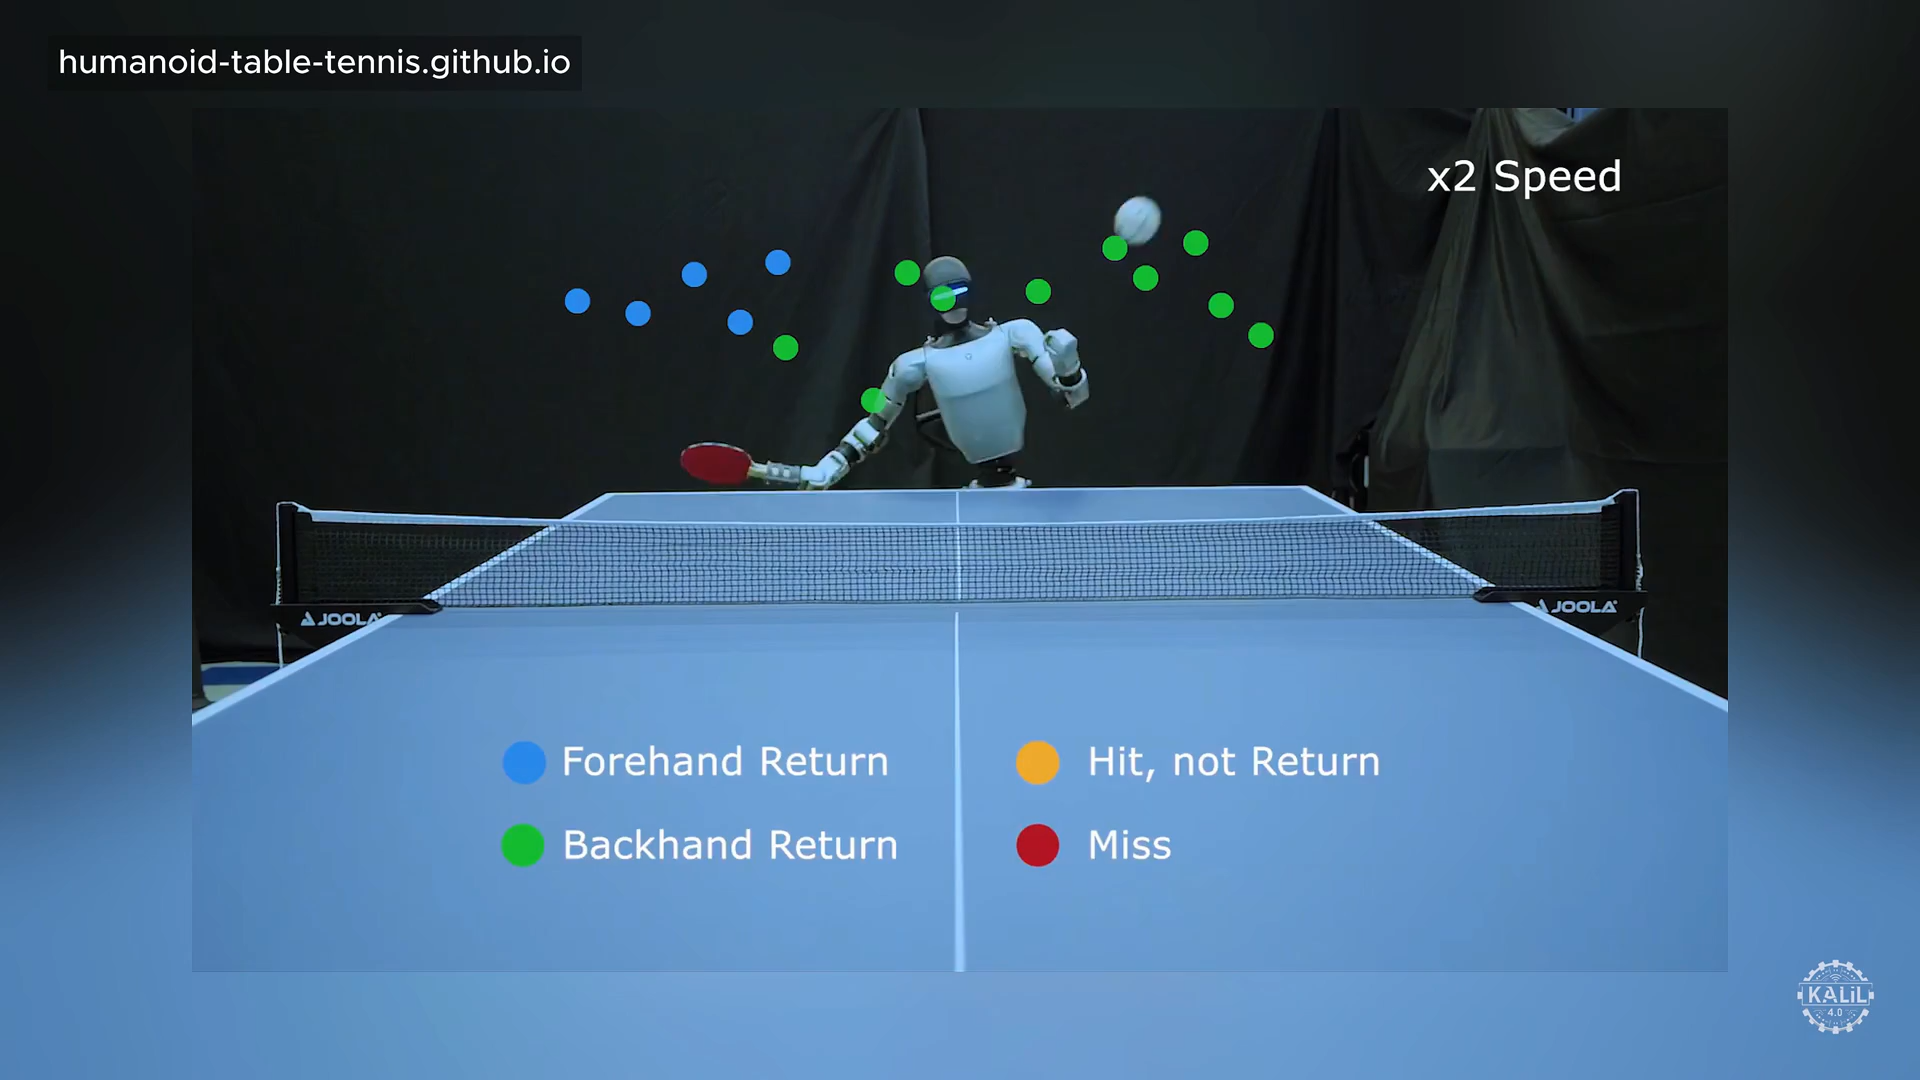 humanoid-table-tennis.github.io
x2 Speed
JOOLA
JOOLA
Forehand Return
Hit, not Return
Backhand Return
Miss
KALiL
4.0